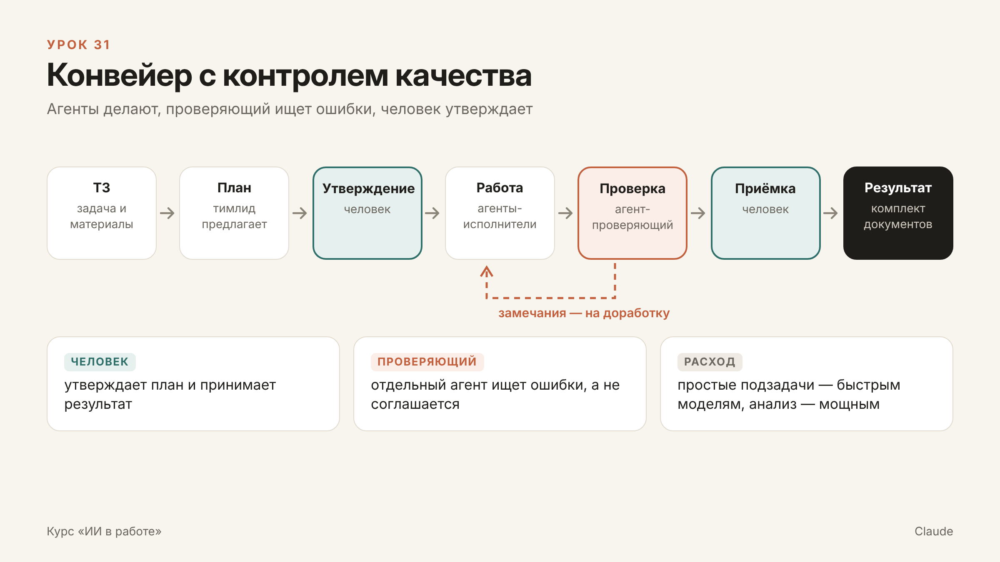 УРОК 31
Конвейер с контролем качества
Агенты делают, проверяющий ищет ошибки, человек утверждает
ТЗ
задача и
материалы
План
тимлид
предлагает
Утверждение
человек
Работа
агенты-
исполнители
Проверка
агент-
проверяющий
Приёмка
человек
Результат
комплект
документов
замечания — на доработку
ЧЕЛОВЕК
утверждает план и принимает
результат
ПРОВЕРЯЮЩИЙ
отдельный агент ищет ошибки, а не
соглашается
РАСХОД
простые подзадачи — быстрым
моделям, анализ — мощным
Курс «ИИ в работе»
Claude